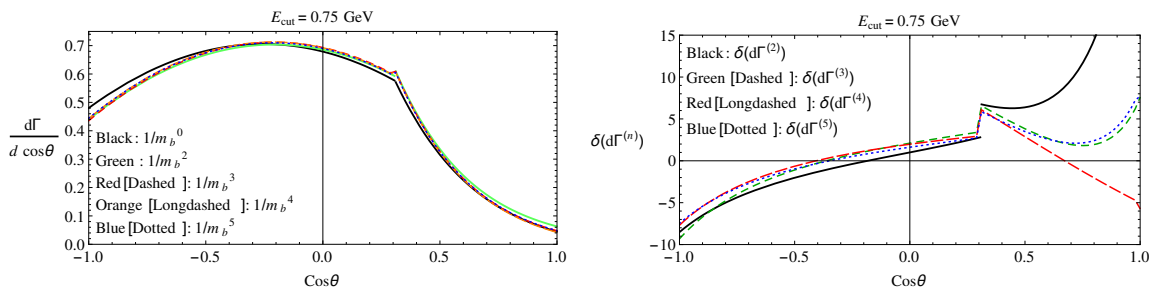 E_cut = 0.75 GeV
0.7
0.6
0.5
0.4
0.3
0.2
0.1
0.0
dΓ
d cosθ
Black: 1/m_b^0
Green: 1/m_b^2
Red [Dashed ]: 1/m_b^3
Orange [Longdashed ]: 1/m_b^4
Blue [Dotted ]: 1/m_b^5
-1.0 -0.5 0.0 0.5 1.0
Cosθ
E_cut = 0.75 GeV
15
10
5
0
-5
-10
δ(dΓ^(n))
Black: δ(dΓ^(2))
Green [Dashed ]: δ(dΓ^(3))
Red [Longdashed ]: δ(dΓ^(4))
Blue [Dotted ]: δ(dΓ^(5))
-1.0 -0.5 0.0 0.5 1.0
Cosθ